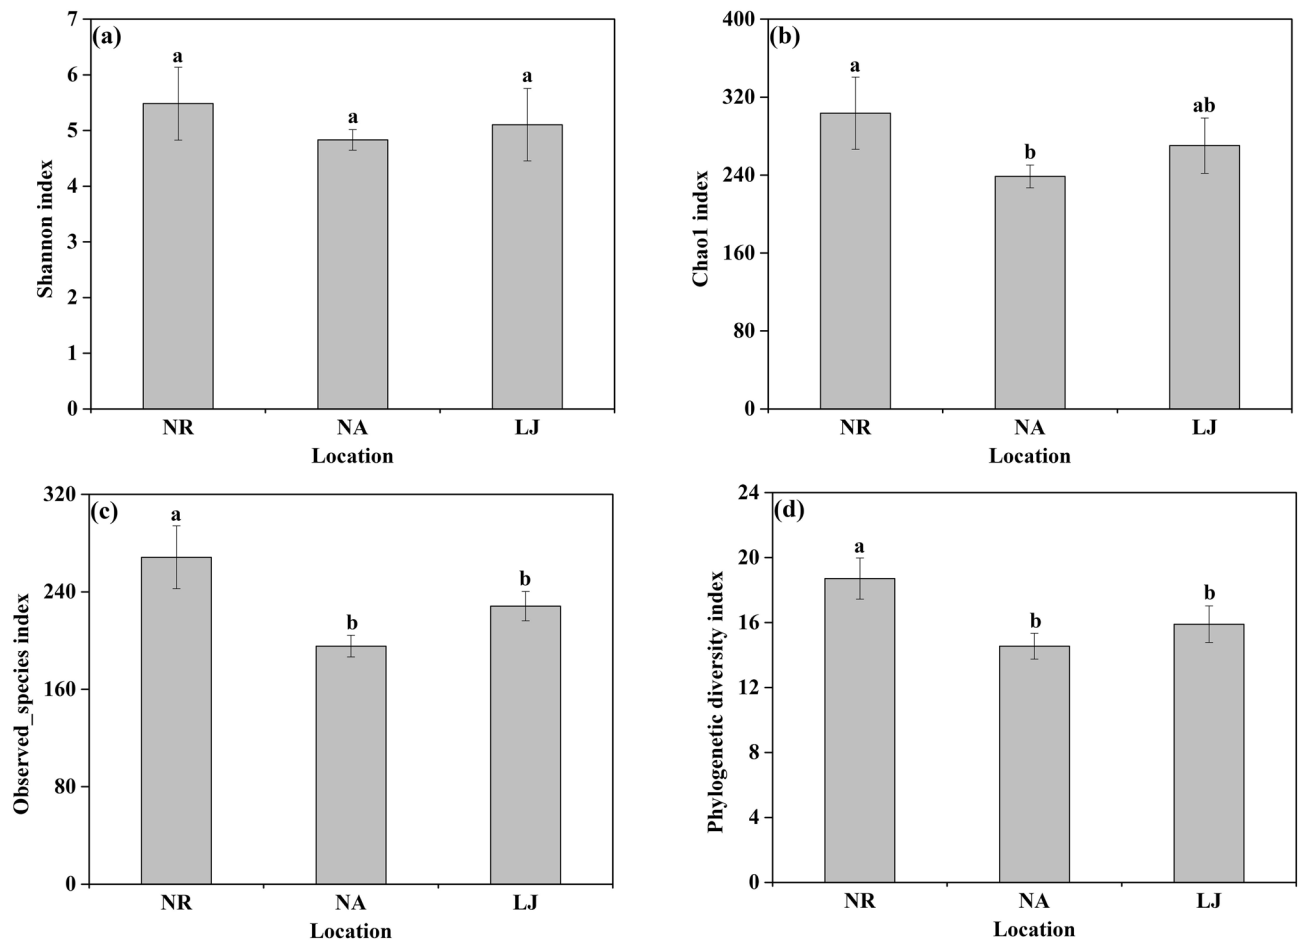 (a)
7
6
5
4
3
2
1
0
Shannon index
a
a
a
NR NA LJ
Location
(b)
400
320
240
160
80
0
Chao1 index
a
b
ab
NR NA LJ
Location
(c)
320
240
160
80
0
Observed_species index
a
b
b
NR NA LJ
Location
(d)
24
20
16
12
8
4
0
Phylogenetic diversity index
a
b
b
NR NA LJ
Location